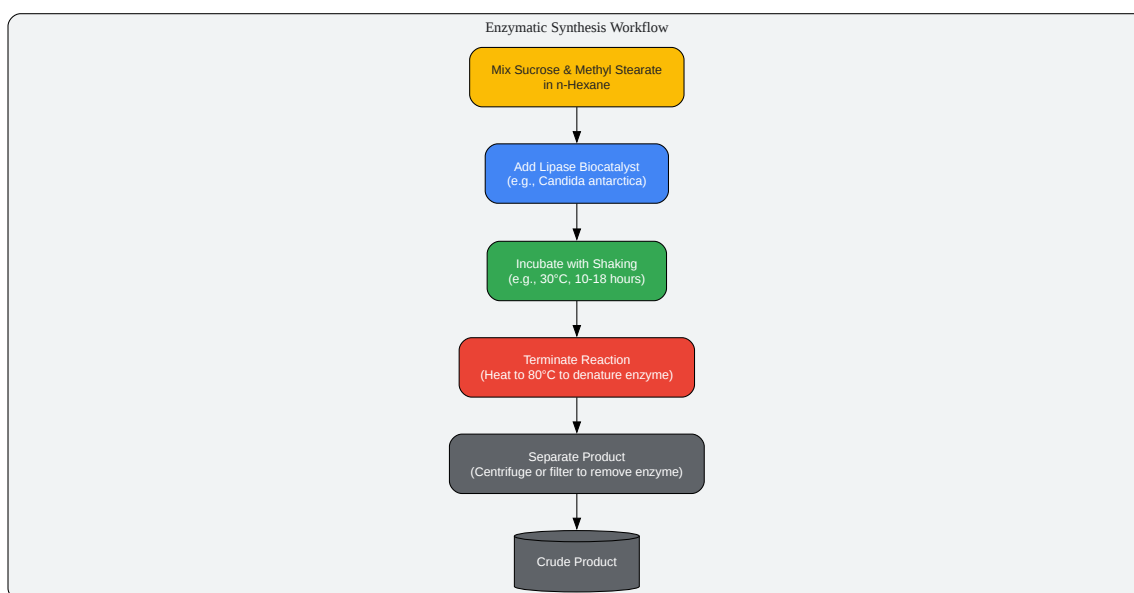 Enzymatic Synthesis Workflow
Mix Sucrose & Methyl Stearate
in n-Hexane
Add Lipase Biocatalyst
(e.g., Candida antarctica)
Incubate with Shaking
(e.g., 30°C, 10-18 hours)
Terminate Reaction
(Heat to 80°C to denature enzyme)
Separate Product
(Centrifuge or filter to remove enzyme)
Crude Product